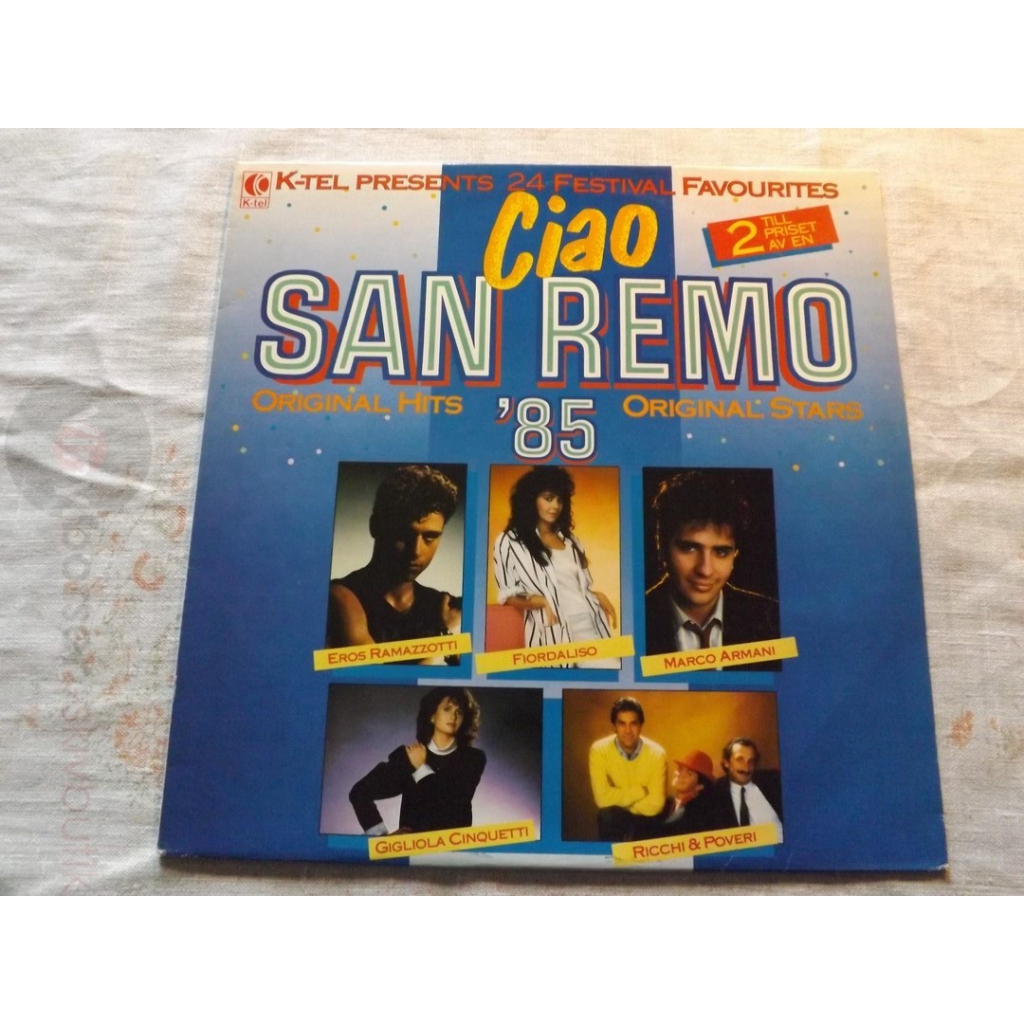 K-TEL PRESENTS 24 FESTIVAL FAVOURITES
K-tel
Ciao
2 TILL
PRISET
AV EN
SAN REMO
ORIGINAL HITS
'85
ORIGINAL STARS
EROS RAMAZZOTTI
FIORDALISO
MARCO ARMANI
GIGLIOLA CINQUETTI
RICCHI & POVERI